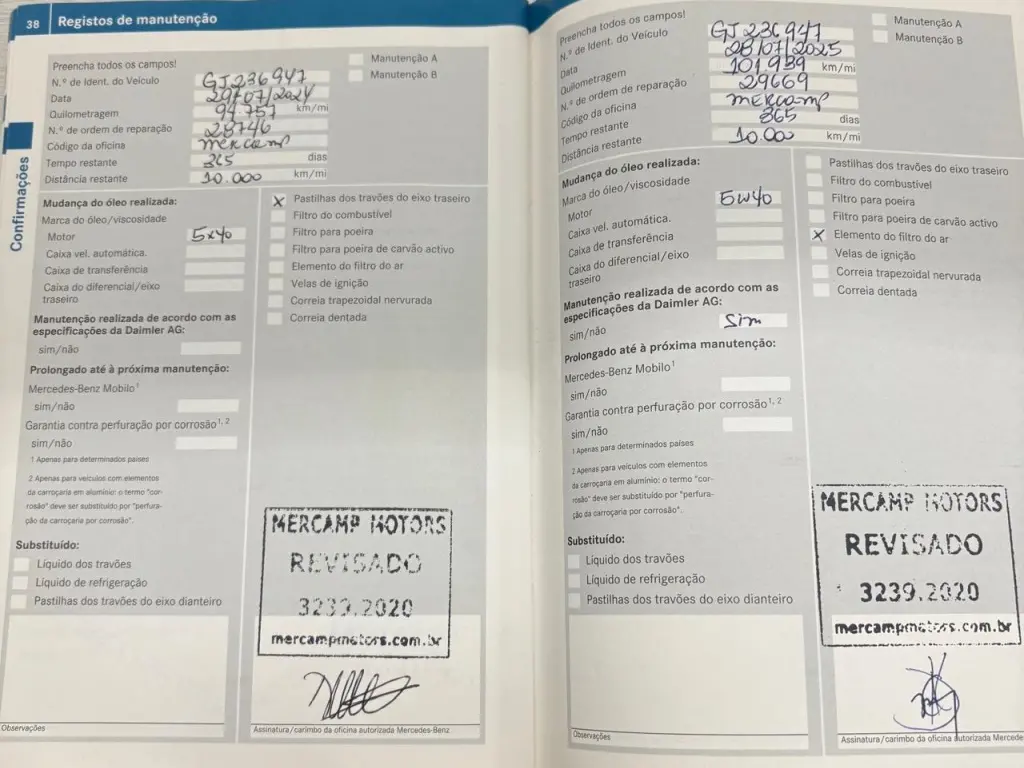 38 Registos de manutenção
Confirmações
Preencha todos os campos!
Manutenção A
Manutenção B
N.º de Ident. do Veículo GJ236947
Data 29/07/2024
Quilometragem 94.757 km/mi
N.º de ordem de reparação 28746
Código da oficina mercamp
Tempo restante 365 dias
Distância restante 10.000 km/mi
Mudança do óleo realizada:
Marca do óleo/viscosidade
Motor 5x40
Caixa vel. automática.
Caixa de transferência
Caixa do diferencial/eixo
traseiro
Manutenção realizada de acordo com as
especificações da Daimler AG:
sim/não
Prolongado até à próxima manutenção:
Mercedes-Benz Mobilo1
sim/não
Garantia contra perfuração por corrosão1, 2
sim/não
1 Apenas para determinados países
2 Apenas para veículos com elementos
da carroçaria em alumínio: o termo "cor-
rosão" deve ser substituído por "perfura-
ção da carroçaria por corrosão".
Substituído:
Líquido dos travões
Líquido de refrigeração
Pastilhas dos travões do eixo dianteiro
Observações
X Pastilhas dos travões do eixo traseiro
Filtro do combustível
Filtro para poeira
Filtro para poeira de carvão activo
Elemento do filtro do ar
Velas de ignição
Correia trapezoidal nervurada
Correia dentada
MERCAMP MOTORS
REVISADO
3239.2020
mercampmotors.com.br
Assinatura/carimbo da oficina autorizada Mercedes-Benz
Preencha todos os campos!
Manutenção A
Manutenção B
N.º de Ident. do Veículo GJ236947
Data 28/07/2025
Quilometragem 101939 km/mi
N.º de ordem de reparação 29669
Código da oficina mercamp
Tempo restante 365 dias
Distância restante 10.000 km/mi
Mudança do óleo realizada:
Marca do óleo/viscosidade
Motor 5W40
Caixa vel. automática.
Caixa de transferência
Caixa do diferencial/eixo
traseiro
Manutenção realizada de acordo com as
especificações da Daimler AG:
sim/não Sim
Prolongado até à próxima manutenção:
Mercedes-Benz Mobilo1
sim/não
Garantia contra perfuração por corrosão1, 2
sim/não
1 Apenas para determinados países
2 Apenas para veículos com elementos
da carroçaria em alumínio: o termo "cor-
rosão" deve ser substituído por "perfura-
ção da carroçaria por corrosão".
Substituído:
Líquido dos travões
Líquido de refrigeração
Pastilhas dos travões do eixo dianteiro
Observações
Pastilhas dos travões do eixo traseiro
Filtro do combustível
Filtro para poeira
Filtro para poeira de carvão activo
X Elemento do filtro do ar
Velas de ignição
Correia trapezoidal nervurada
Correia dentada
MERCAMP MOTORS
REVISADO
3239.2020
mercampmotors.com.br
Assinatura/carimbo da oficina autorizada Mercede